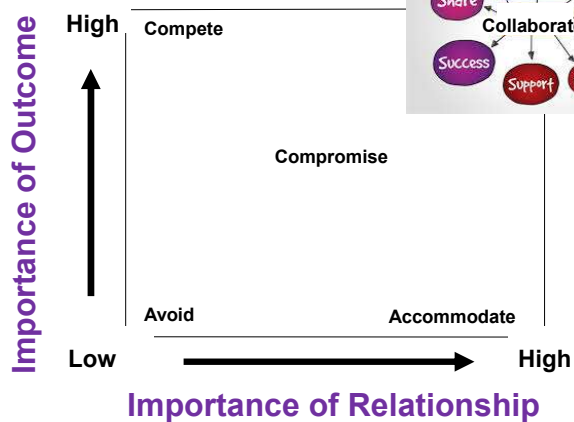 Share
High
Compete
Collaborat
Success
Support
Compromise
Importance of Outcome
Avoid
Accommodate
Low
High
Importance of Relationship